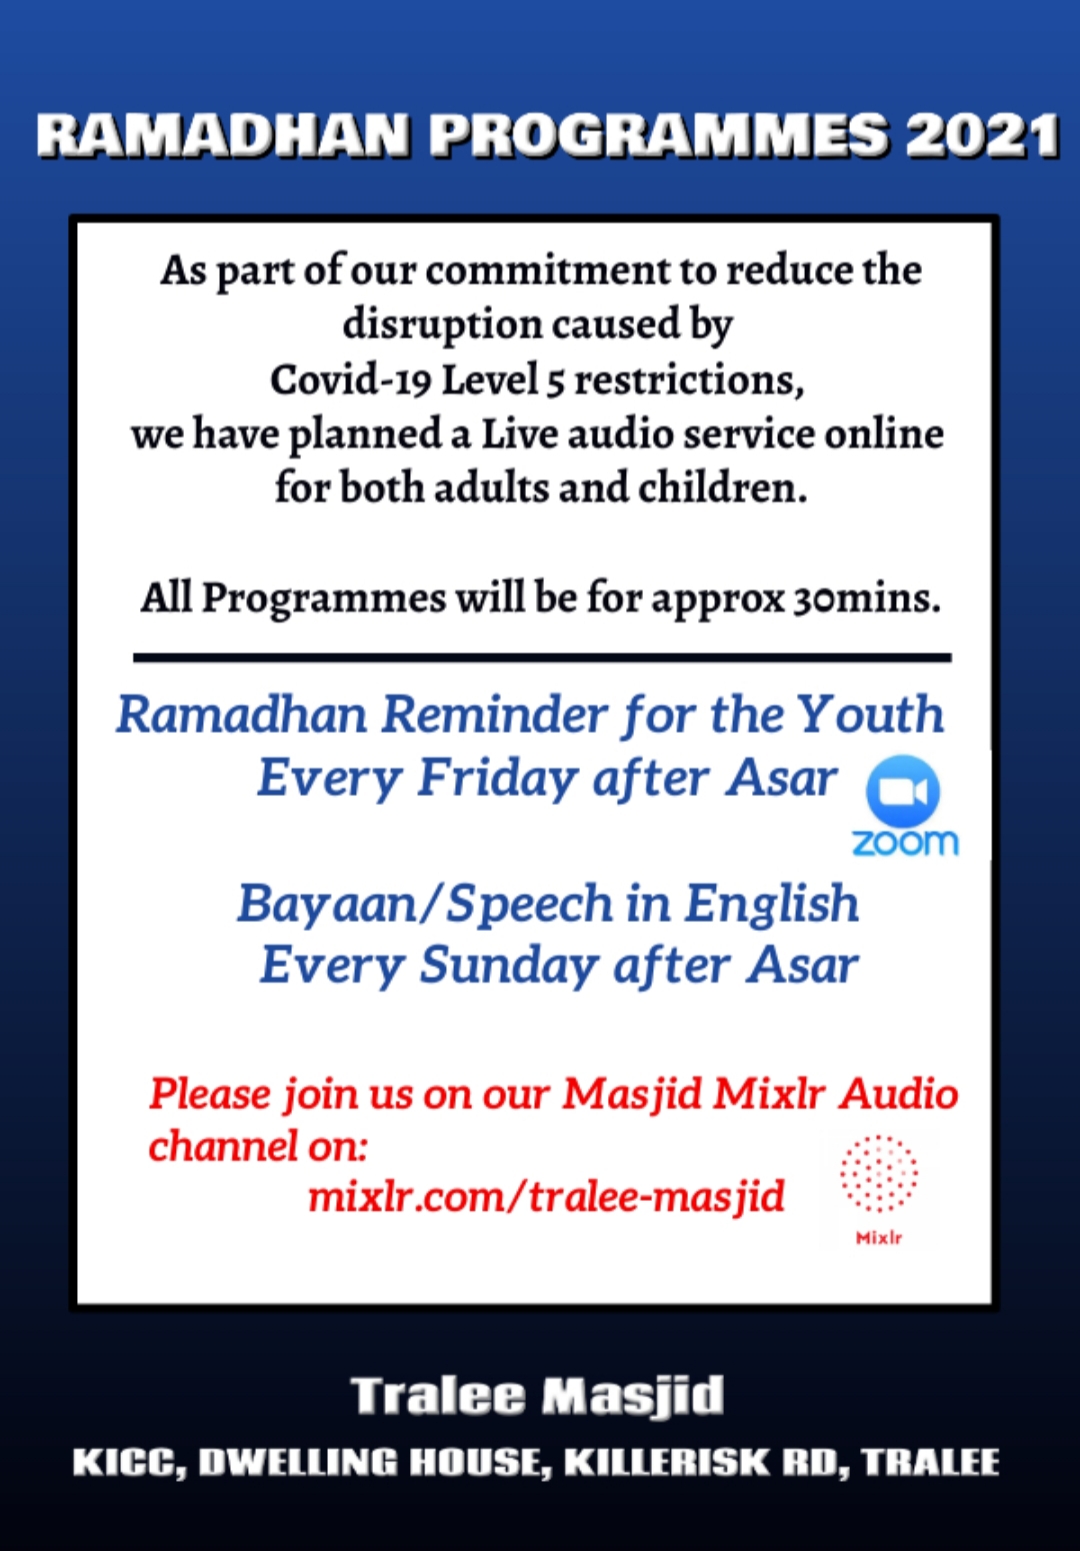 RAMADHAN PROGRAMMES 2021
As part of our commitment to reduce the
disruption caused by
Covid-19 Level 5 restrictions,
we have planned a Live audio service online
for both adults and children.
All Programmes will be for approx 30mins.
Ramadhan Reminder for the Youth
Every Friday after Asar
zoom
Bayaan/Speech in English
Every Sunday after Asar
Please join us on our Masjid Mixlr Audio
channel on:
mixlr.com/tralee-masjid
Mixlr
Tralee Masjid
KICC, DWELLING HOUSE, KILLERISK RD, TRALEE